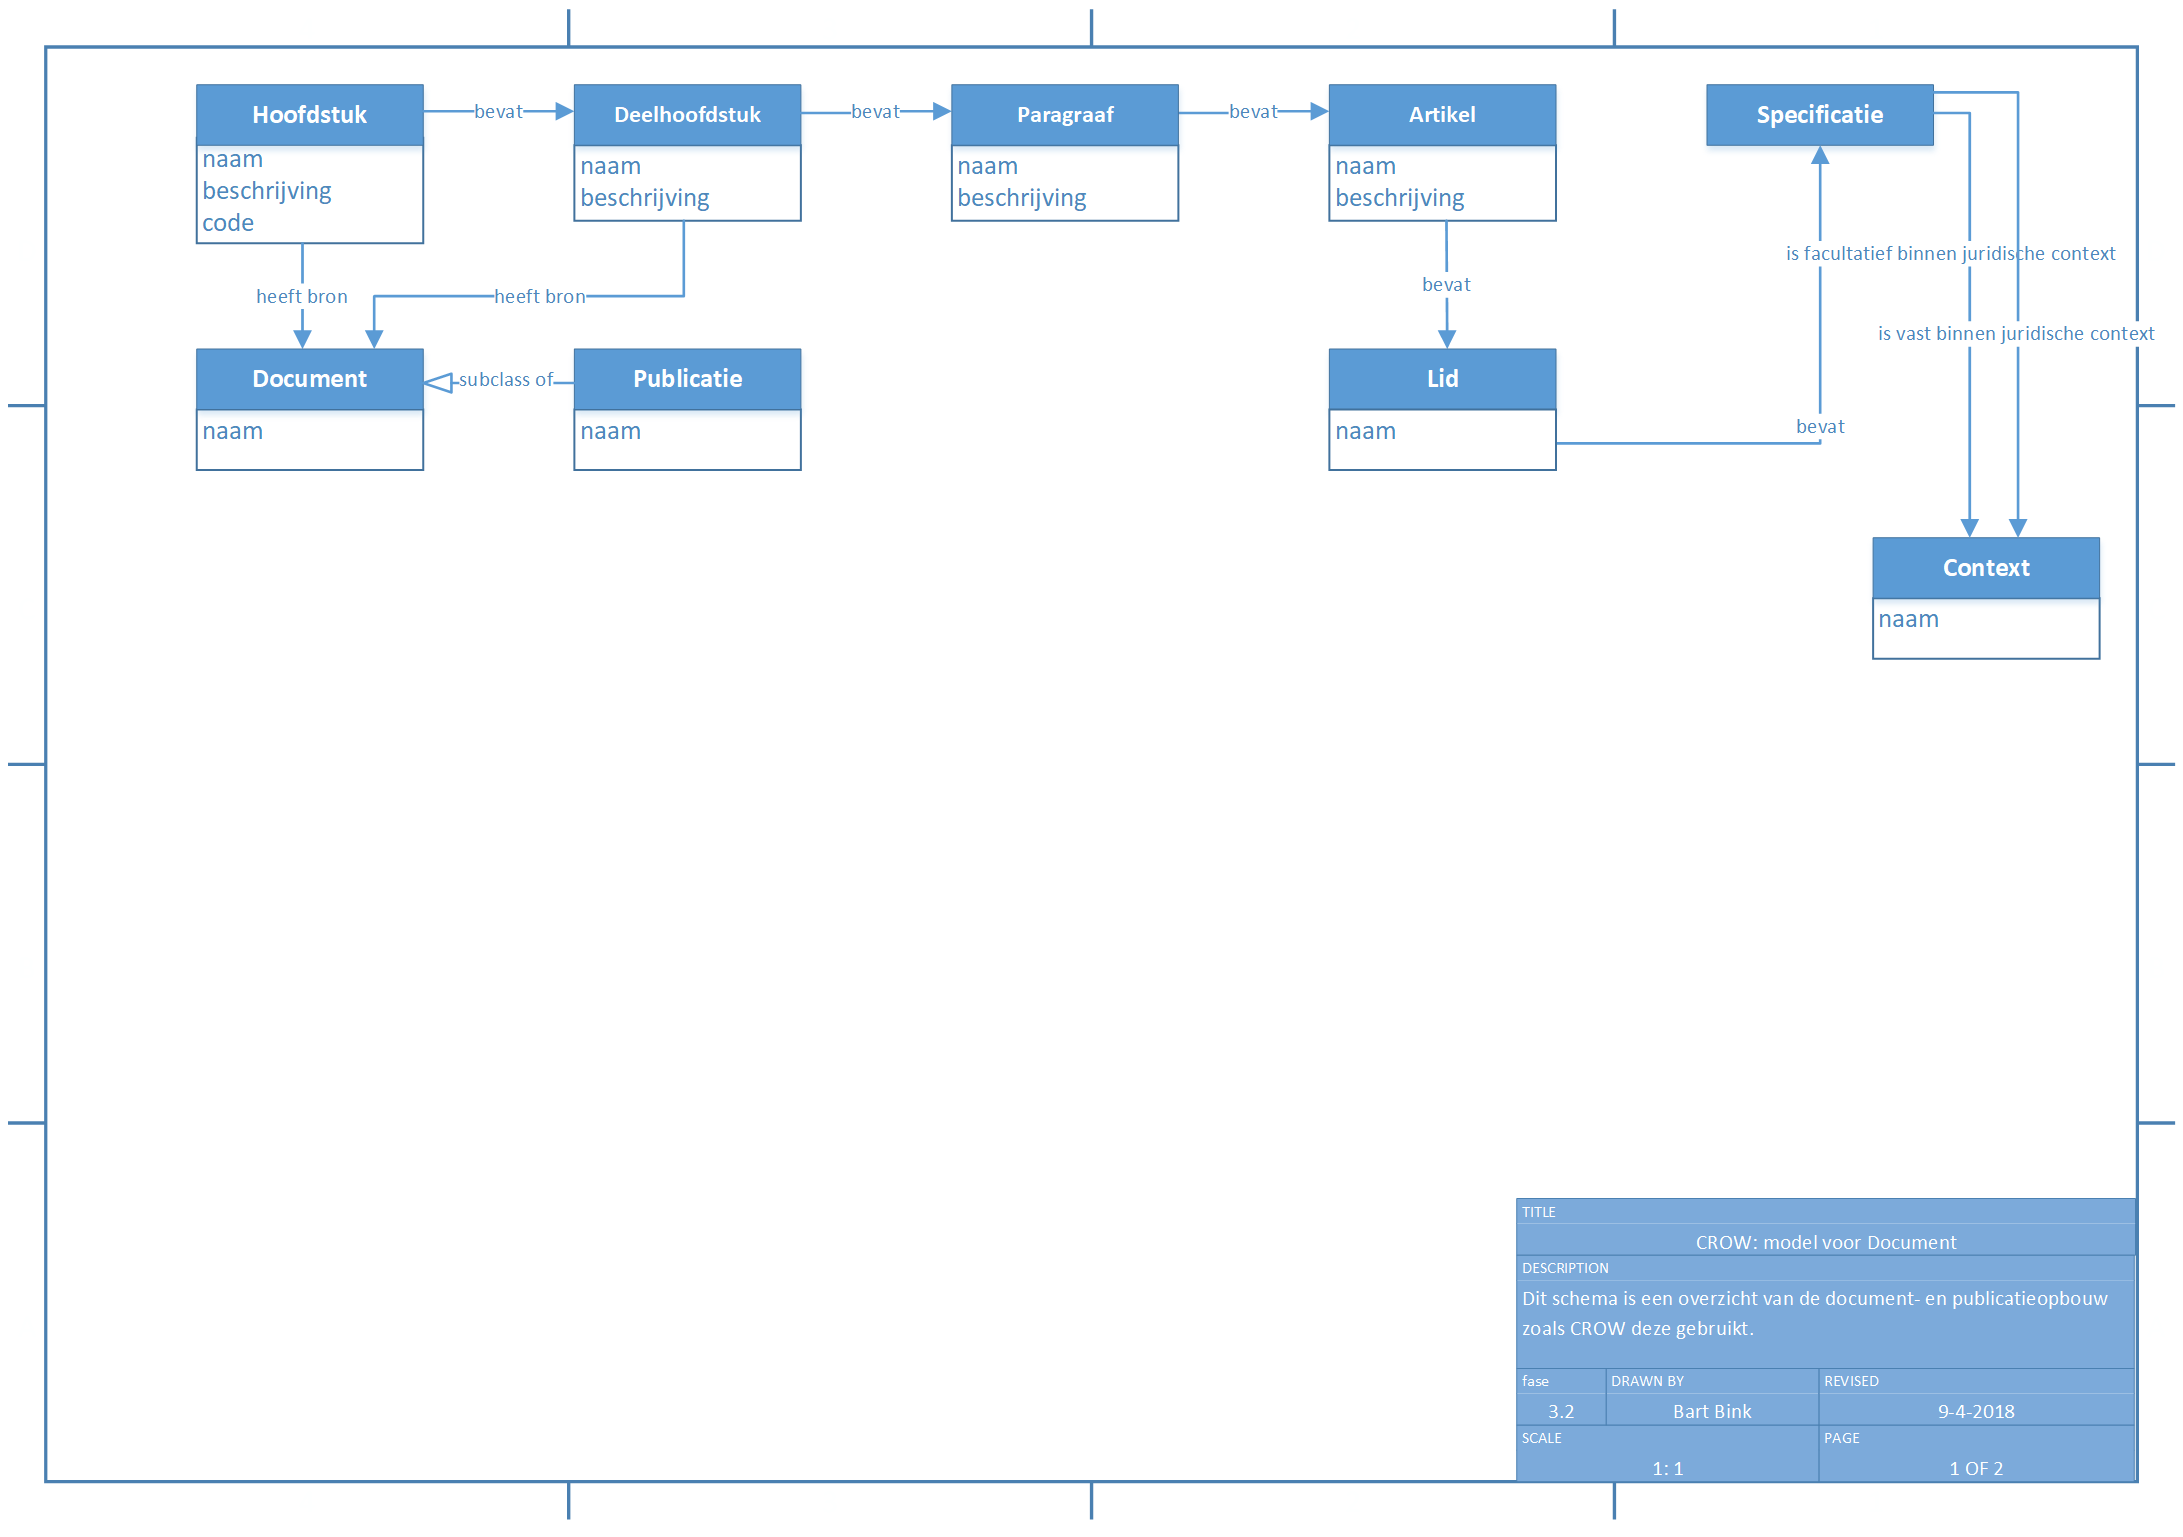 Hoofdstuk
naam
beschrijving
code
bevat
Deelhoofdstuk
naam
beschrijving
bevat
Paragraaf
naam
beschrijving
bevat
Artikel
naam
beschrijving
Specificatie
is facultatief binnen juridische context
is vast binnen juridische context
heeft bron
heeft bron
bevat
Document
naam
subclass of
Publicatie
naam
Lid
naam
bevat
Context
naam
TITLE
CROW: model voor Document
DESCRIPTION
Dit schema is een overzicht van de document- en publicatieopbouw
zoals CROW deze gebruikt.
fase
3.2
DRAWN BY
Bart Bink
REVISED
9-4-2018
SCALE
1: 1
PAGE
1 OF 2